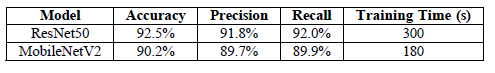 Model Accuracy Precision Recall Training Time (s)
ResNet50 92.5% 91.8% 92.0% 300
MobileNetV2 90.2% 89.7% 89.9% 180